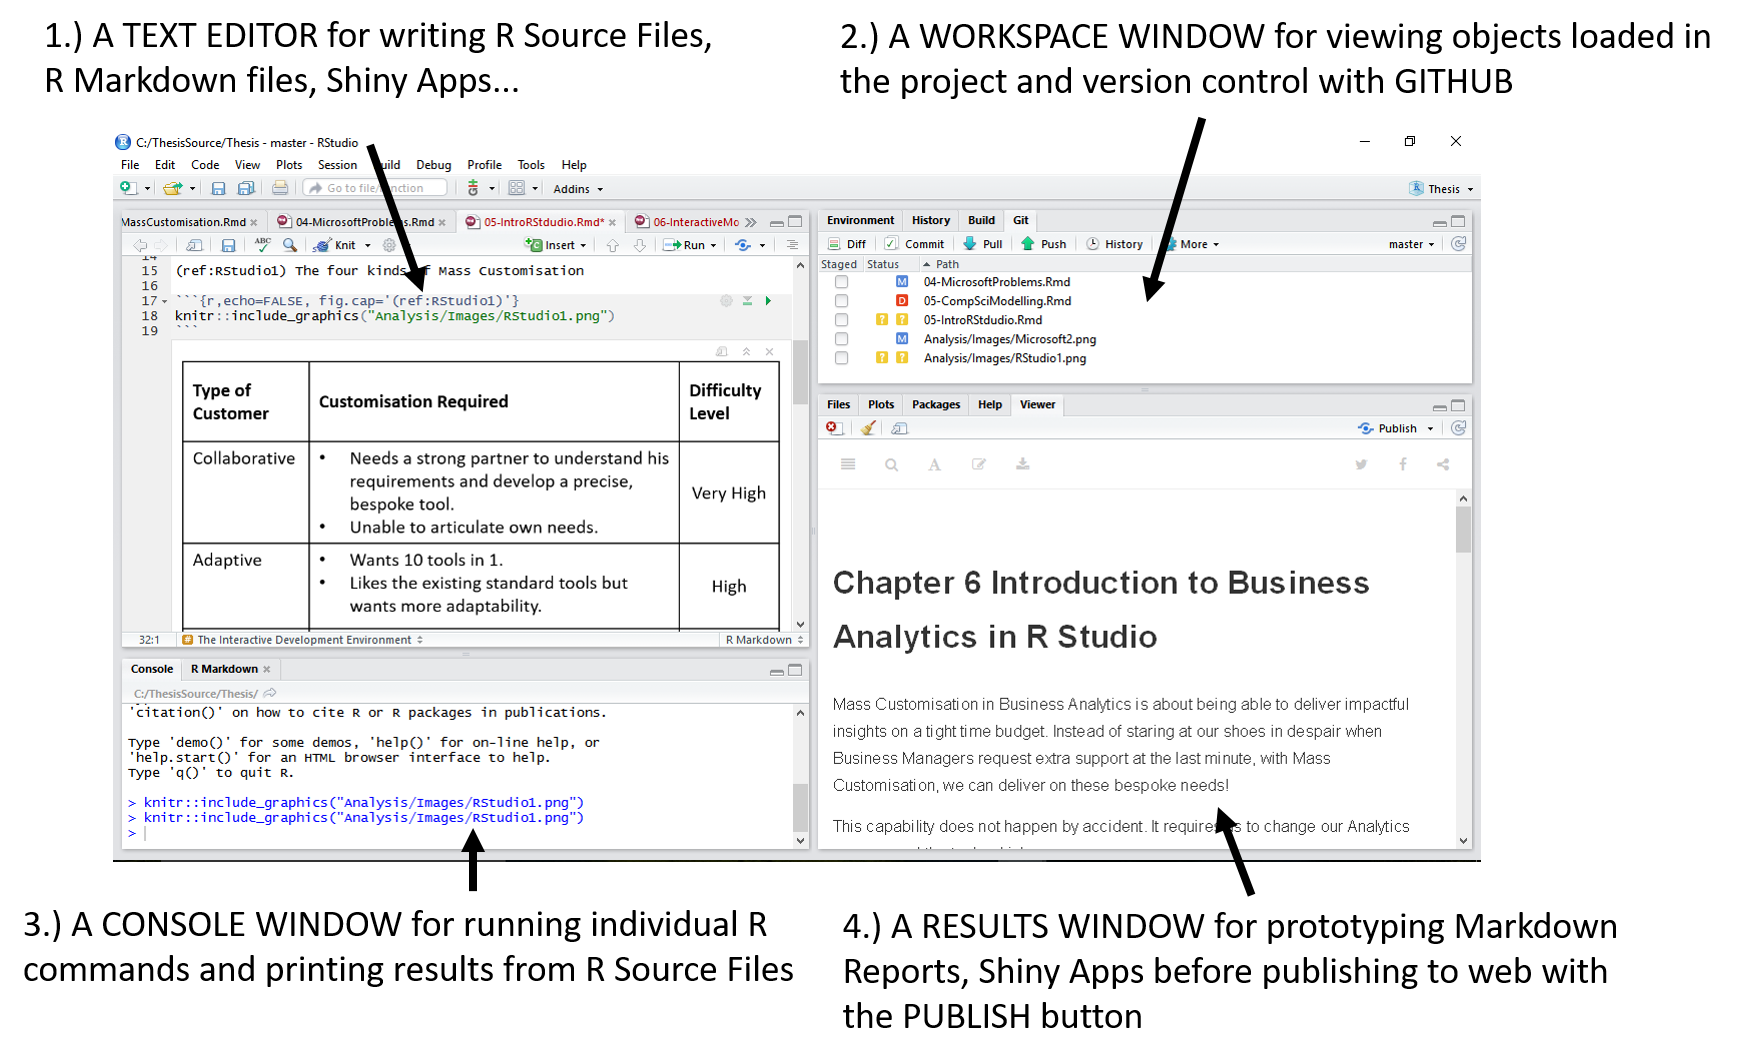 1.) A TEXT EDITOR for writing R Source Files,
R Markdown files, Shiny Apps...
2.) A WORKSPACE WINDOW for viewing objects loaded in
the project and version control with GITHUB
C:/ThesisSource/Thesis - master - RStudio
File Edit Code View Plots Session Build Debug Profile Tools Help
Go to file/function Addins Thesis
MassCustomisation.Rmd 04-MicrosoftProblems.Rmd 05-IntroRStdudio.Rmd* 06-InteractiveMo
ABC Knit Insert Run
14
15 (ref:RStudio1) The four kinds of Mass Customisation
16
17 ```{r,echo=FALSE, fig.cap='(ref:RStudio1)'}
18 knitr::include_graphics("Analysis/Images/RStudio1.png")
19 ```
Type of Customer Customisation Required Difficulty Level
Collaborative
• Needs a strong partner to understand his
requirements and develop a precise,
bespoke tool.
• Unable to articulate own needs.
Very High
Adaptive
• Wants 10 tools in 1.
• Likes the existing standard tools but
wants more adaptability.
High
32:1 # The Interactive Development Environment R Markdown
Environment History Build Git
Diff Commit Pull Push History More master
Staged Status Path
M 04-MicrosoftProblems.Rmd
D 05-CompSciModelling.Rmd
? ? 05-IntroRStdudio.Rmd
M Analysis/Images/Microsoft2.png
? ? Analysis/Images/RStudio1.png
Files Plots Packages Help Viewer
Publish
A
Chapter 6 Introduction to Business
Analytics in R Studio
Mass Customisation in Business Analytics is about being able to deliver impactful
insights on a tight time budget. Instead of staring at our shoes in despair when
Business Managers request extra support at the last minute, with Mass
Customisation, we can deliver on these bespoke needs!
This capability does not happen by accident. It requires us to change our Analytics
Console R Markdown
C:/ThesisSource/Thesis/
'citation()' on how to cite R or R packages in publications.
Type 'demo()' for some demos, 'help()' for on-line help, or
'help.start()' for an HTML browser interface to help.
Type 'q()' to quit R.
> knitr::include_graphics("Analysis/Images/RStudio1.png")
> knitr::include_graphics("Analysis/Images/RStudio1.png")
>
3.) A CONSOLE WINDOW for running individual R
commands and printing results from R Source Files
4.) A RESULTS WINDOW for prototyping Markdown
Reports, Shiny Apps before publishing to web with
the PUBLISH button